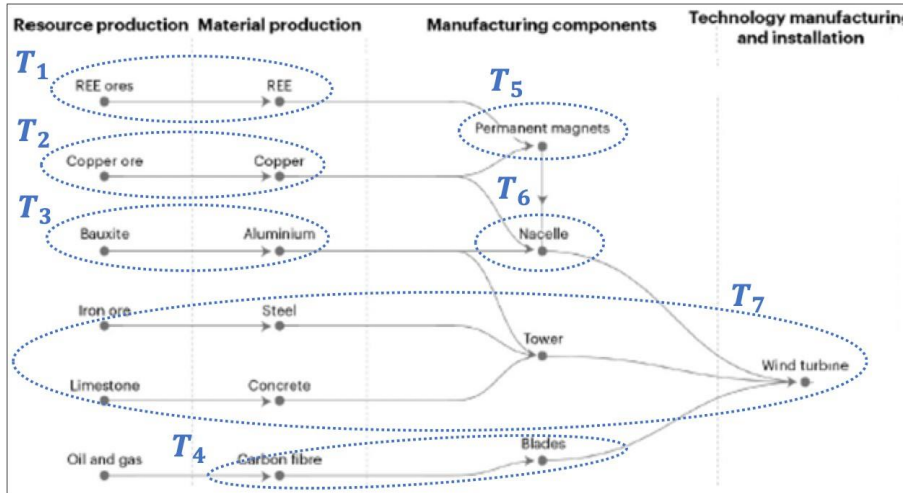 Resource production
Material production
Manufacturing components
Technology manufacturing
and installation
T1
REE ores
REE
T5
Permanent magnets
T2
Copper ore
Copper
T6
T3
Bauxite
Aluminium
Nacelle
T7
Iron ore
Steel
Tower
Wind turbine
Limestone
Concrete
T4
Oil and gas
Carbon fibre
Blades